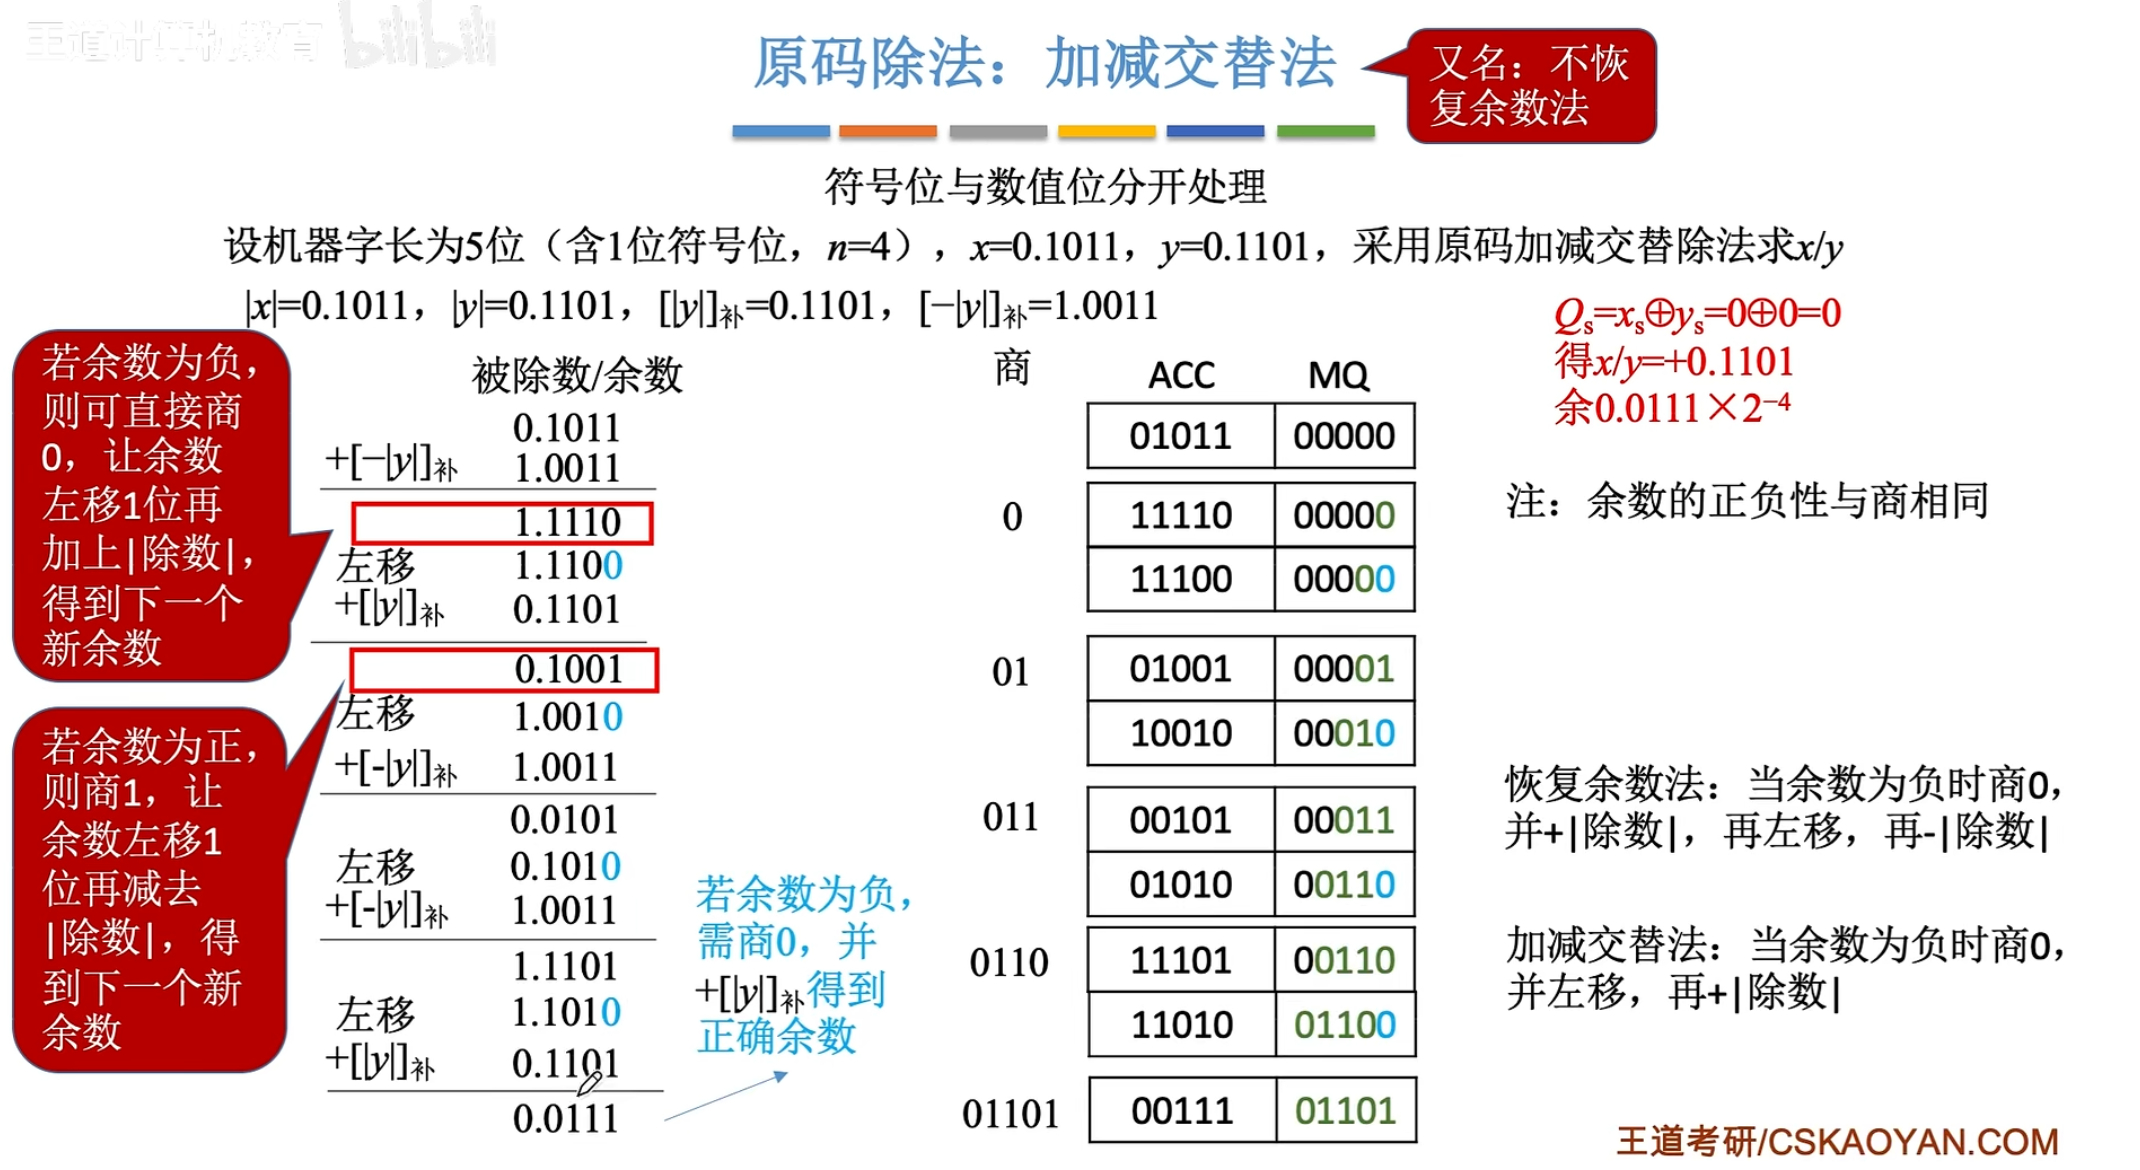 王道计算机教育 bilibili
原码除法：加减交替法
又名：不恢
复余数法
符号位与数值位分开处理
设机器字长为5位（含1位符号位，n=4），x=0.1011，y=0.1101，采用原码加减交替除法求x/y
|x|=0.1011，|y|=0.1101，[|y|]补=0.1101，[−|y|]补=1.0011
Qs=xs⊕ys=0⊕0=0
得x/y=+0.1101
余0.0111×2⁻⁴
注：余数的正负性与商相同
若余数为负，
则可直接商
0，让余数
左移1位再
加上|除数|，
得到下一个
新余数
若余数为正，
则商1，让
余数左移1
位再减去
|除数|，得
到下一个新
余数
被除数/余数
0.1011
+[−|y|]补 1.0011
1.1110
左移 1.1100
+[|y|]补 0.1101
0.1001
左移 1.0010
+[-|y|]补 1.0011
0.0101
左移 0.1010
+[-|y|]补 1.0011
1.1101
左移 1.1010
+[|y|]补 0.1101
0.0111
若余数为负，
需商0，并
+[|y|]补得到
正确余数
商 ACC MQ
01011 00000
0 11110 00000
11100 00000
01 01001 00001
10010 00010
011 00101 00011
01010 00110
0110 11101 00110
11010 01100
01101 00111 01101
恢复余数法：当余数为负时商0，
并+|除数|，再左移，再-|除数|
加减交替法：当余数为负时商0，
并左移，再+|除数|
王道考研/CSKAOYAN.COM